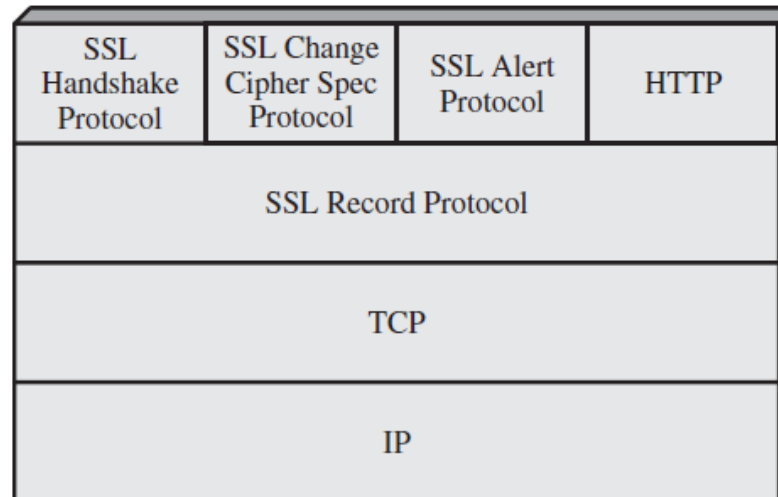 SSL
Handshake
Protocol
SSL Change
Cipher Spec
Protocol
SSL Alert
Protocol
HTTP
SSL Record Protocol
TCP
IP